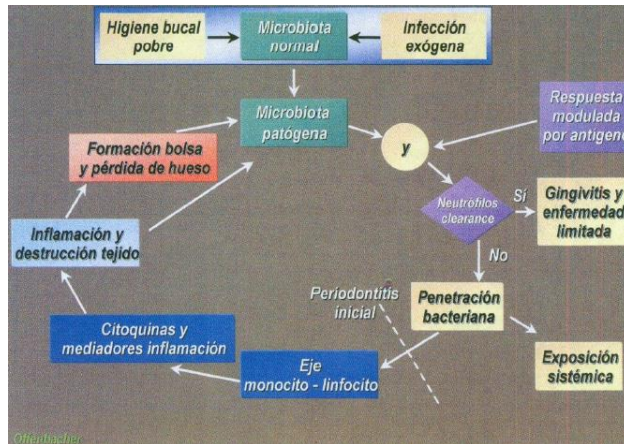 Higiene bucal
pobre
Microbiota
normal
Infección
exógena
Microbiota
patógena
y
Respuesta
modulada
por antigeno
Formación bolsa
y pérdida de hueso
Neutrófilos
clearance
Sí
Gingivitis y
enfermedad
limitada
Inflamación y
destrucción tejido
No
Periodontitis
inicial
Penetración
bacteriana
Citoquinas y
mediadores inflamación
Eje
monocito - linfocito
Exposición
sistémica
Offenbacher